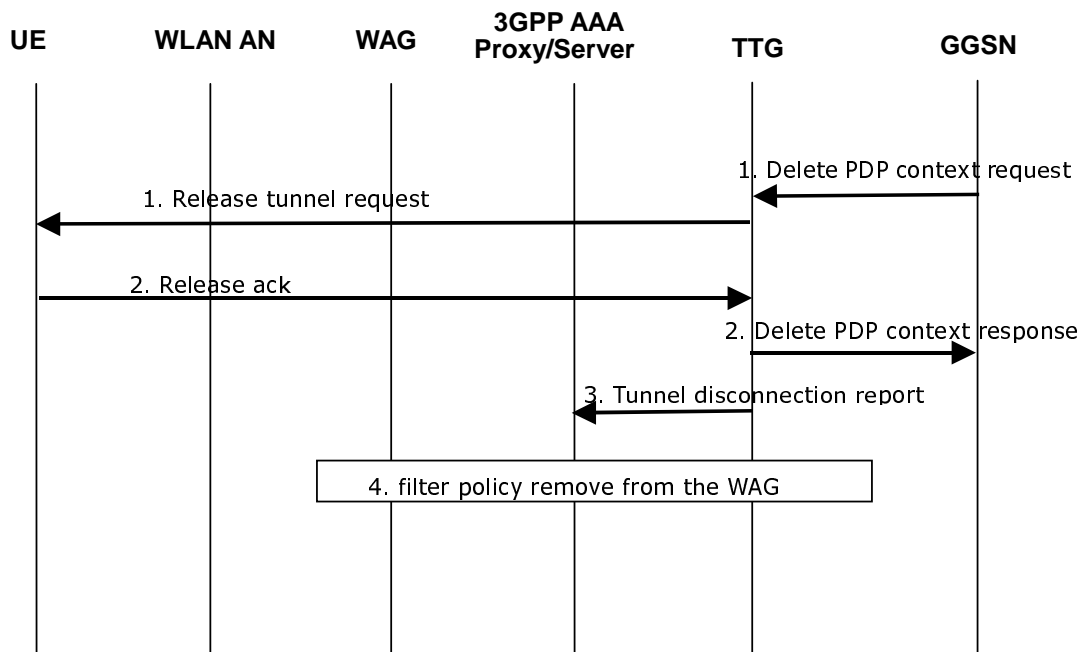 UE
WLAN AN
WAG
3GPP AAA
Proxy/Server
TTG
GGSN
1. Delete PDP context request
1. Release tunnel request
2. Release ack
2. Delete PDP context response
3. Tunnel disconnection report
4. filter policy remove from the WAG